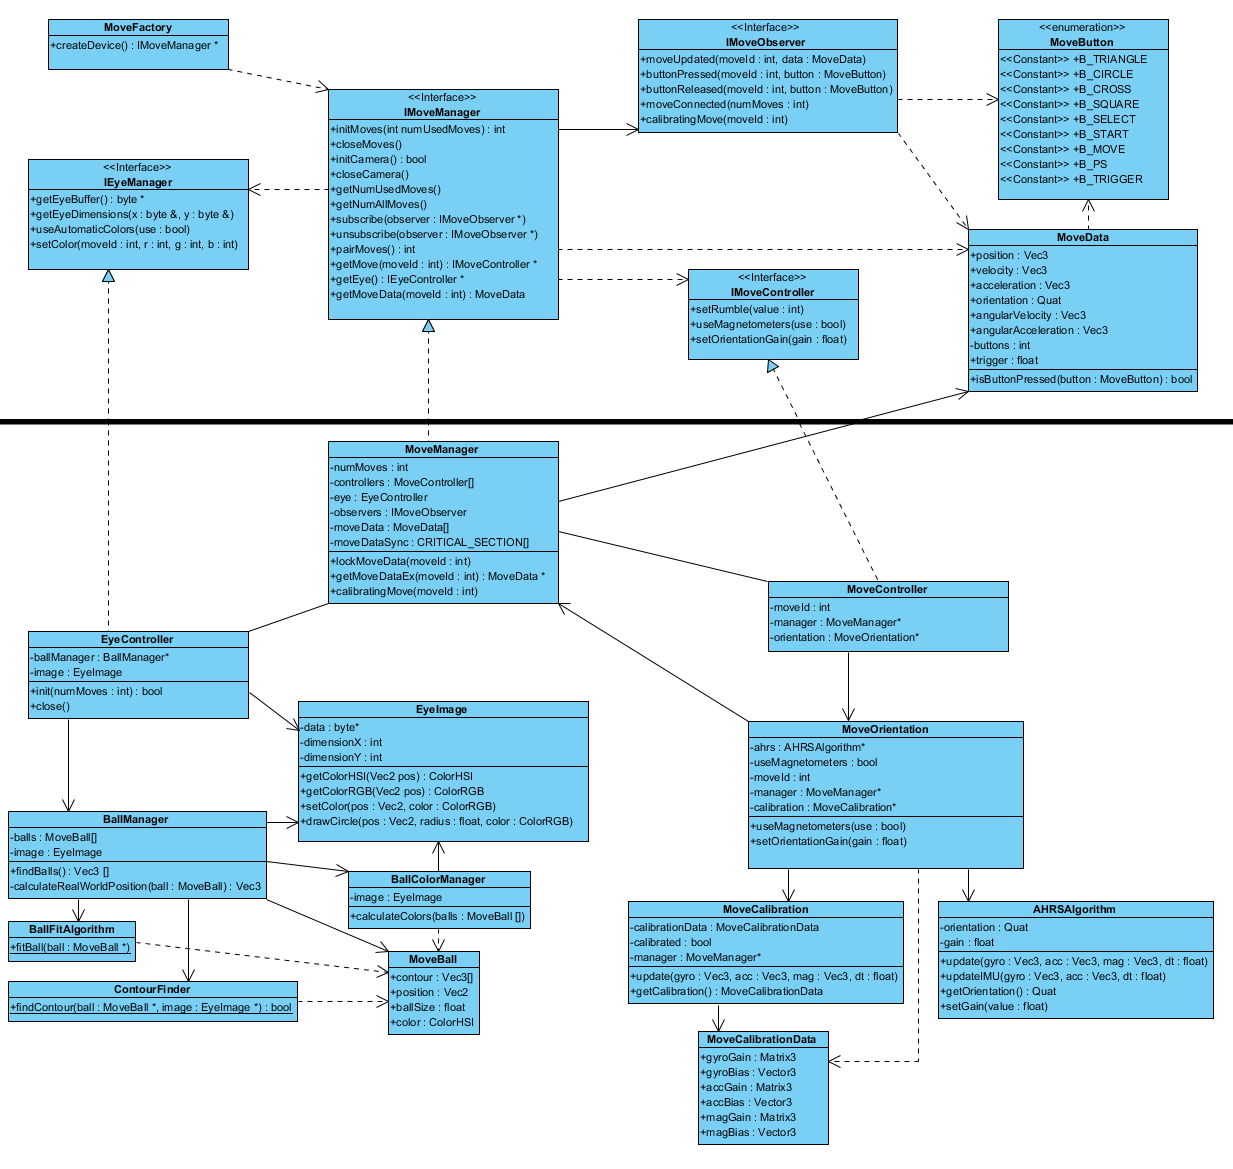 MoveFactory
+createDevice() : IMoveManager *
<<Interface>>
IMoveManager
+initMoves(int numUsedMoves) : int
+closeMoves()
+initCamera() : bool
+closeCamera()
+getNumUsedMoves()
+getNumAllMoves()
+subscribe(observer : IMoveObserver *)
+unsubscribe(observer : IMoveObserver *)
+pairMoves() : int
+getMove(moveId : int) : IMoveController *
+getEye() : IEyeController *
+getMoveData(moveId : int) : MoveData
<<Interface>>
IMoveObserver
+moveUpdated(moveId : int, data : MoveData)
+buttonPressed(moveId : int, button : MoveButton)
+buttonReleased(moveId : int, button : MoveButton)
+moveConnected(numMoves : int)
+calibratingMove(moveId : int)
<<enumeration>>
MoveButton
<<Constant>> +B_TRIANGLE
<<Constant>> +B_CIRCLE
<<Constant>> +B_CROSS
<<Constant>> +B_SQUARE
<<Constant>> +B_SELECT
<<Constant>> +B_START
<<Constant>> +B_MOVE
<<Constant>> +B_PS
<<Constant>> +B_TRIGGER
<<Interface>>
IEyeManager
+getEyeBuffer() : byte *
+getEyeDimensions(x : byte &, y : byte &)
+useAutomaticColors(use : bool)
+setColor(moveId : int, r : int, g : int, b : int)
<<Interface>>
IMoveController
+setRumble(value : int)
+useMagnetometers(use : bool)
+setOrientationGain(gain : float)
MoveData
+position : Vec3
+velocity : Vec3
+acceleration : Vec3
+orientation : Quat
+angularVelocity : Vec3
+angularAcceleration : Vec3
-buttons : int
+trigger : float
+isButtonPressed(button : MoveButton) : bool
MoveManager
-numMoves : int
-controllers : MoveController[]
-eye : EyeController
-observers : IMoveObserver
-moveData : MoveData[]
-moveDataSync : CRITICAL_SECTION[]
+lockMoveData(moveId : int)
+getMoveDataEx(moveId : int) : MoveData *
+calibratingMove(moveId : int)
MoveController
-moveId : int
-manager : MoveManager*
-orientation : MoveOrientation*
EyeController
-ballManager : BallManager*
-image : EyeImage
+init(numMoves : int) : bool
+close()
EyeImage
-data : byte*
-dimensionX : int
-dimensionY : int
+getColorHSI(Vec2 pos) : ColorHSI
+getColorRGB(Vec2 pos) : ColorRGB
+setColor(pos : Vec2, color : ColorRGB)
+drawCircle(pos : Vec2, radius : float, color : ColorRGB)
MoveOrientation
-ahrs : AHRSAlgorithm*
-useMagnetometers : bool
-moveId : int
-manager : MoveManager*
-calibration : MoveCalibration*
+useMagnetometers(use : bool)
+setOrientationGain(gain : float)
BallManager
-balls : MoveBall[]
-image : EyeImage
+findBalls() : Vec3 []
-calculateRealWorldPosition(ball : MoveBall) : Vec3
BallColorManager
-image : EyeImage
+calculateColors(balls : MoveBall [])
BallFitAlgorithm
+fitBall(ball : MoveBall *)
ContourFinder
+findContour(ball : MoveBall *, image : EyeImage *) : bool
MoveBall
+contour : Vec3[]
+position : Vec2
+ballSize : float
+color : ColorHSI
MoveCalibration
-calibrationData : MoveCalibrationData
-calibrated : bool
-manager : MoveManager*
+update(gyro : Vec3, acc : Vec3, mag : Vec3, dt : float)
+getCalibration() : MoveCalibrationData
AHRSAlgorithm
-orientation : Quat
-gain : float
+update(gyro : Vec3, acc : Vec3, mag : Vec3, dt : float)
+updateIMU(gyro : Vec3, acc : Vec3, dt : float)
+getOrientation() : Quat
+setGain(value : float)
MoveCalibrationData
+gyroGain : Matrix3
+gyroBias : Vector3
+accGain : Matrix3
+accBias : Vector3
+magGain : Matrix3
+magBias : Vector3